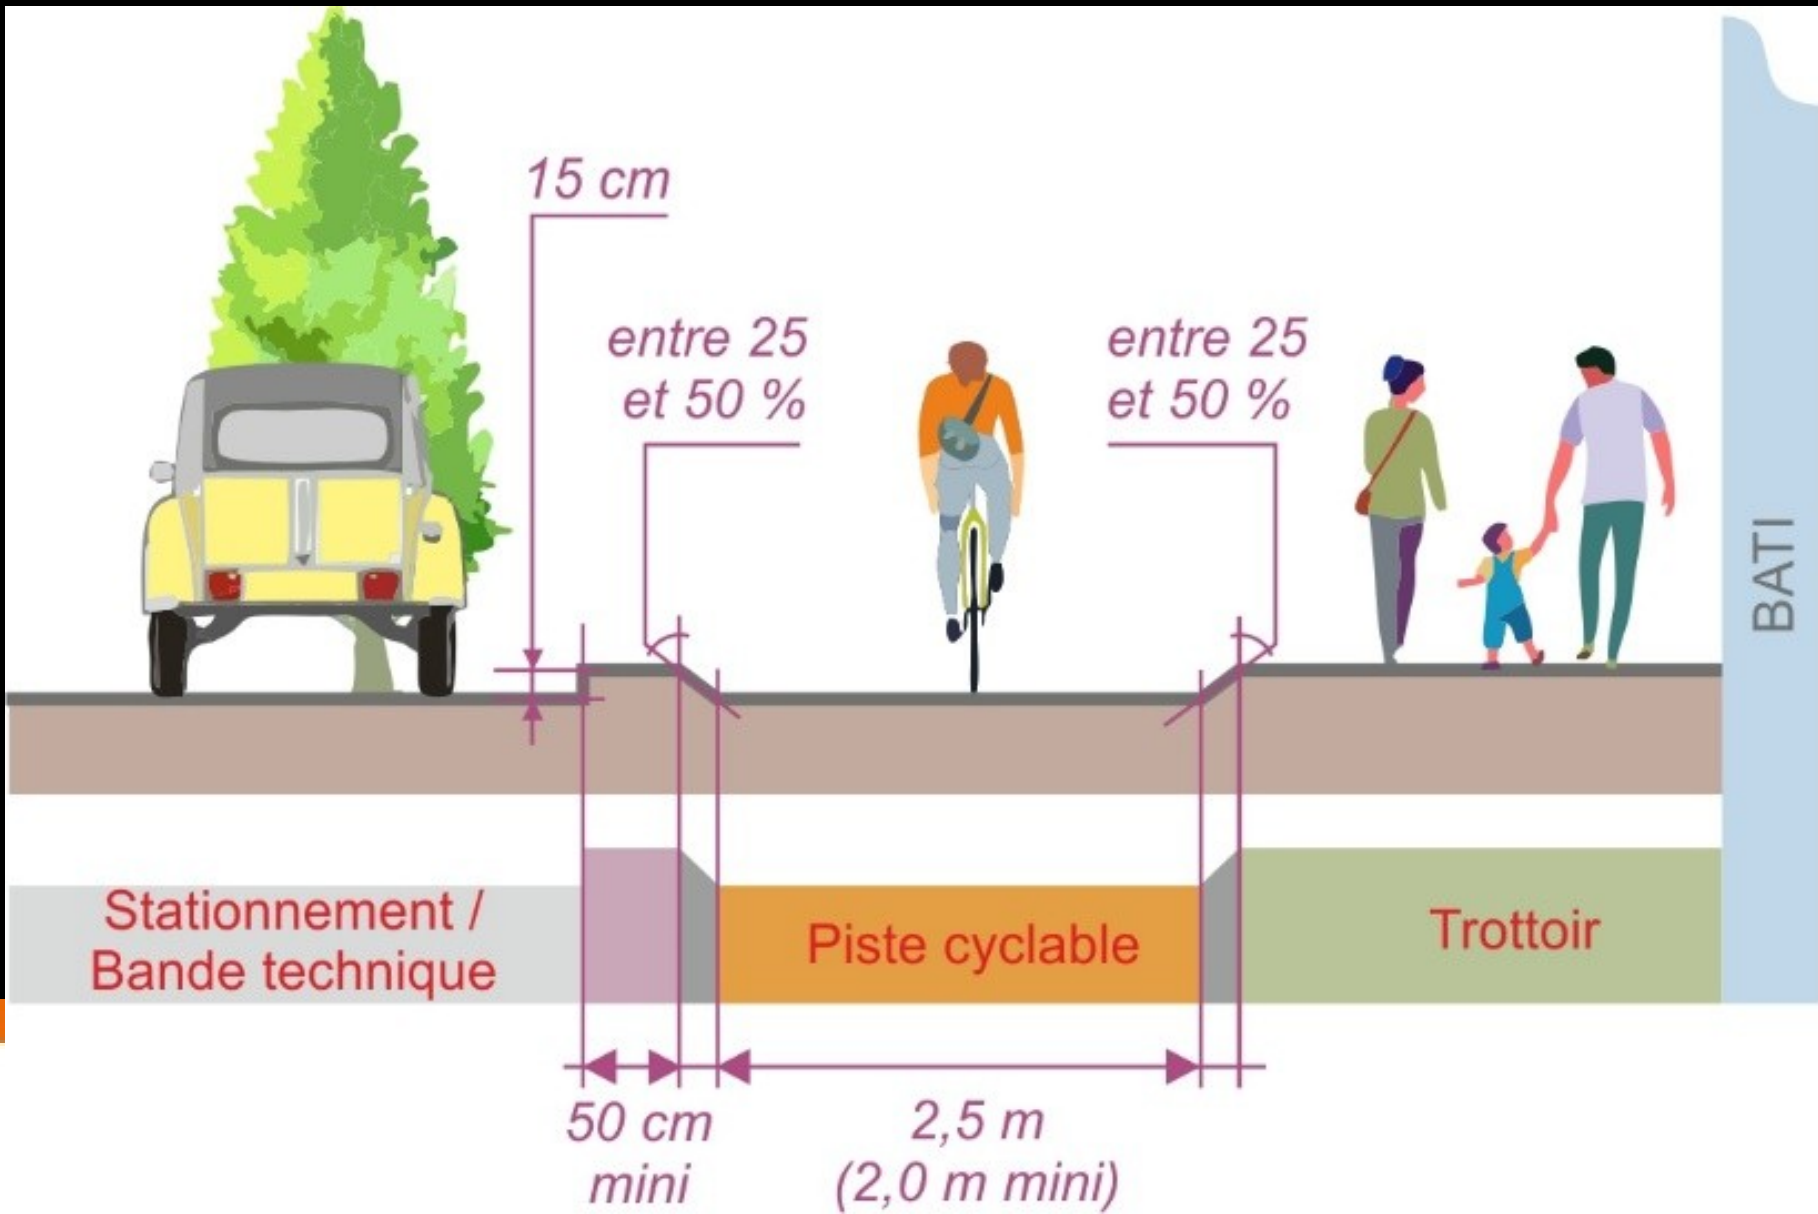 15 cm
entre 25
et 50 %
entre 25
et 50 %
BATI
Stationnement /
Bande technique
Piste cyclable
Trottoir
50 cm
mini
2,5 m
(2,0 m mini)